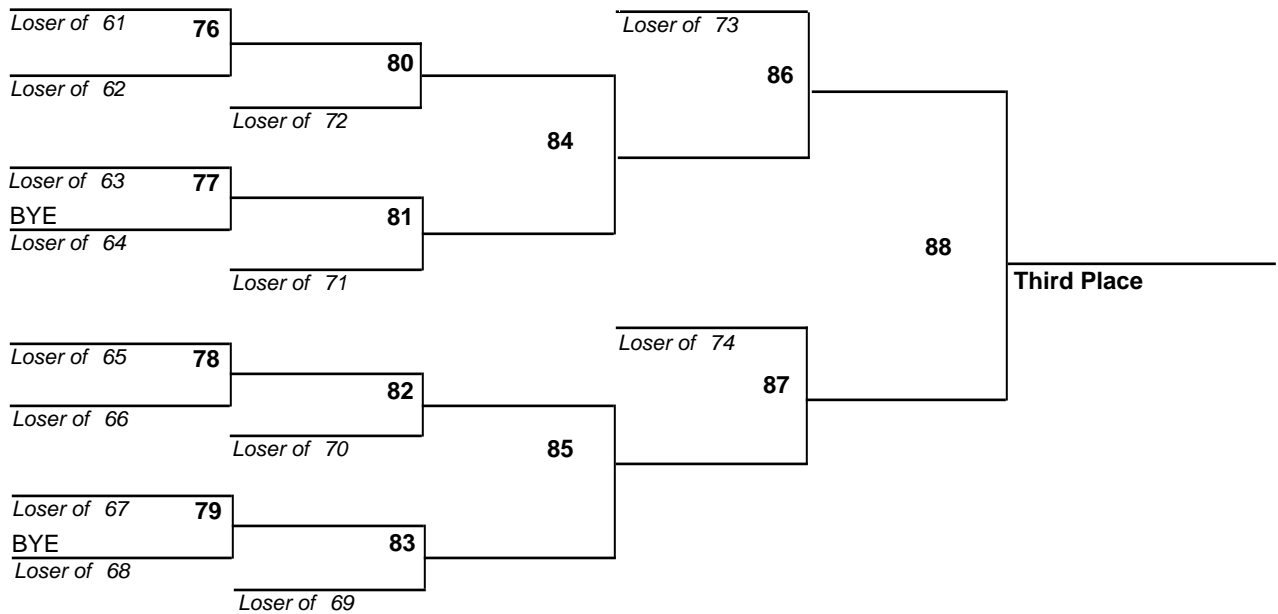 Loser of 61
76
Loser of 62
80
Loser of 72
Loser of 63
77
BYE
Loser of 64
81
Loser of 71
84
Loser of 73
86
Loser of 65
78
Loser of 66
82
Loser of 70
Loser of 67
79
BYE
Loser of 68
83
Loser of 69
85
Loser of 74
87
88
Third Place